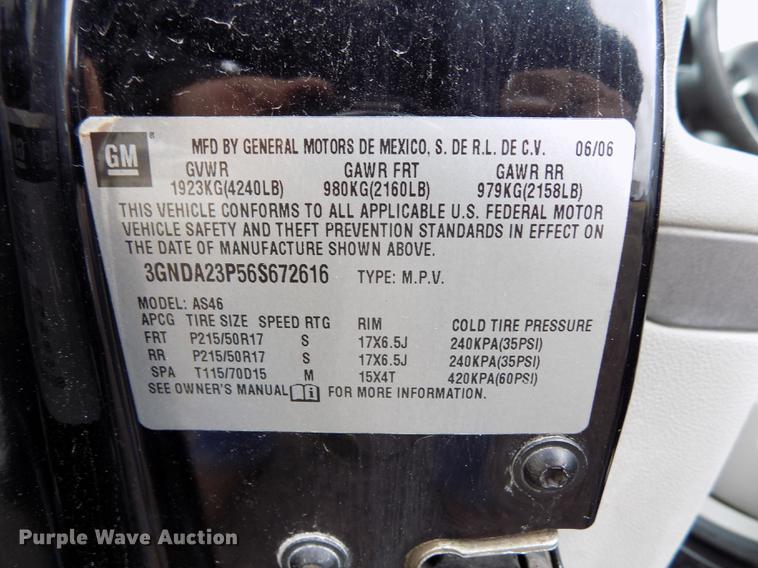 GM ® MFD BY GENERAL MOTORS DE MEXICO, S. DE R.L. DE C.V. 06/06
GVWR GAWR FRT GAWR RR
1923KG(4240LB) 980KG(2160LB) 979KG(2158LB)
THIS VEHICLE CONFORMS TO ALL APPLICABLE U.S. FEDERAL MOTOR
VEHICLE SAFETY AND THEFT PREVENTION STANDARDS IN EFFECT ON
THE DATE OF MANUFACTURE SHOWN ABOVE.
3GNDA23P56S672616 TYPE: M.P.V.
MODEL: AS46
APCG TIRE SIZE SPEED RTG RIM COLD TIRE PRESSURE
FRT P215/50R17 S 17X6.5J 240KPA(35PSI)
RR P215/50R17 S 17X6.5J 240KPA(35PSI)
SPA T115/70D15 M 15X4T 420KPA(60PSI)
SEE OWNER'S MANUAL i FOR MORE INFORMATION.
Purple Wave Auction